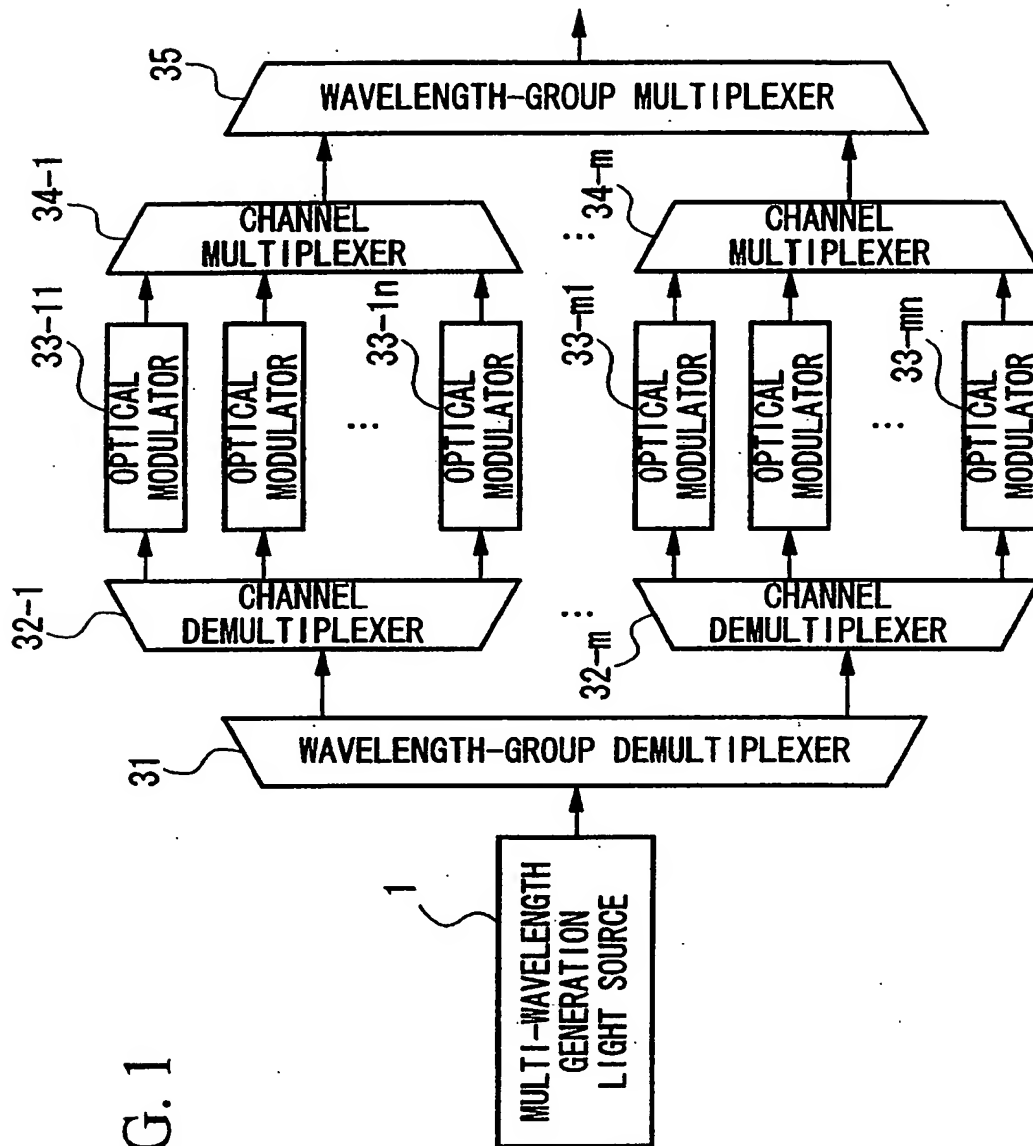 35
WAVELENGTH-GROUP MULTIPLEXER
34-1
CHANNEL
MULTIPLEXER
...
34-m
CHANNEL
MULTIPLEXER
33-11
OPTICAL
MODULATOR
OPTICAL
MODULATOR
...
33-1n
OPTICAL
MODULATOR
33-m1
OPTICAL
MODULATOR
OPTICAL
MODULATOR
...
33-mn
OPTICAL
MODULATOR
32-1
CHANNEL
DEMULTIPLEXER
...
32-m
CHANNEL
DEMULTIPLEXER
31
WAVELENGTH-GROUP DEMULTIPLEXER
1
MULTI-WAVELENGTH
GENERATION
LIGHT SOURCE
G. 1